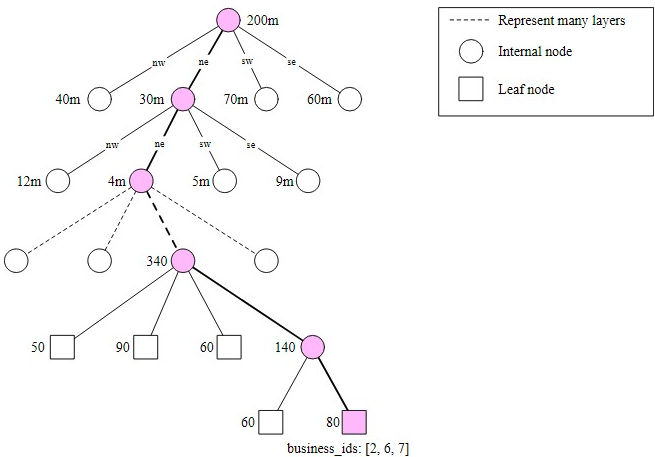 200m
nw
ne
sw
se
40m
30m
70m
60m
nw
ne
sw
se
12m
4m
5m
9m
340
50
90
60
140
60
80
business_ids: [2, 6, 7]
Represent many layers
Internal node
Leaf node